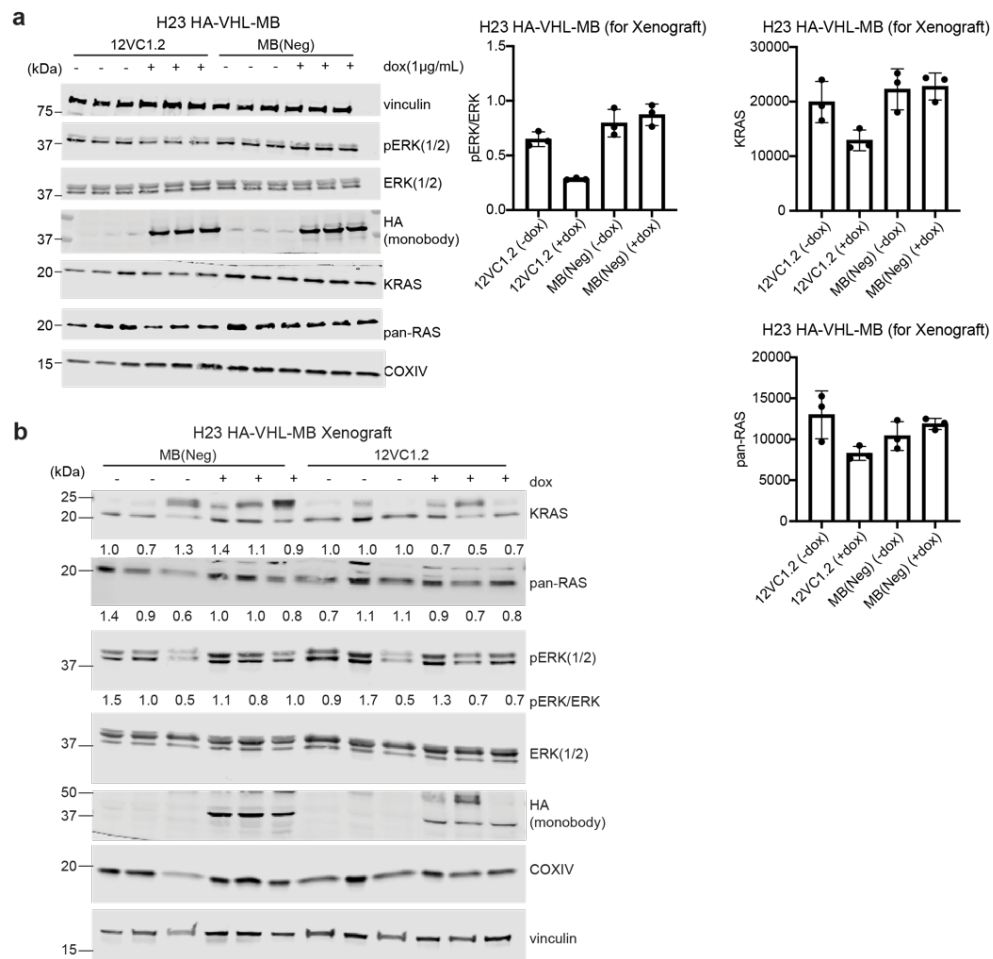 a
H23 HA-VHL-MB
12VC1.2 MB(Neg)
(kDa) - - - + + + - - - + + + dox(1µg/mL)
75 vinculin
37 pERK(1/2)
37 ERK(1/2)
37 HA
(monobody)
20 KRAS
20 pan-RAS
15 COXIV
H23 HA-VHL-MB (for Xenograft)
pERK/ERK
1.5
1.0
0.5
0.0
12VC1.2 (-dox)
12VC1.2 (+dox)
MB(Neg) (-dox)
MB(Neg) (+dox)
H23 HA-VHL-MB (for Xenograft)
KRAS
30000
20000
10000
0
12VC1.2 (-dox)
12VC1.2 (+dox)
MB(Neg) (-dox)
MB(Neg) (+dox)
H23 HA-VHL-MB (for Xenograft)
pan-RAS
20000
15000
10000
5000
0
12VC1.2 (-dox)
12VC1.2 (+dox)
MB(Neg) (-dox)
MB(Neg) (+dox)
b
H23 HA-VHL-MB Xenograft
MB(Neg) 12VC1.2
(kDa) - - - + + + - - - + + + dox
25
20 KRAS
1.0 0.7 1.3 1.4 1.1 0.9 1.0 1.0 1.0 0.7 0.5 0.7
20 pan-RAS
1.4 0.9 0.6 1.0 1.0 0.8 0.7 1.1 1.1 0.9 0.7 0.8
37 pERK(1/2)
1.5 1.0 0.5 1.1 0.8 1.0 0.9 1.7 0.5 1.3 0.7 0.7 pERK/ERK
37 ERK(1/2)
50
37 HA
(monobody)
20 COXIV
15 vinculin